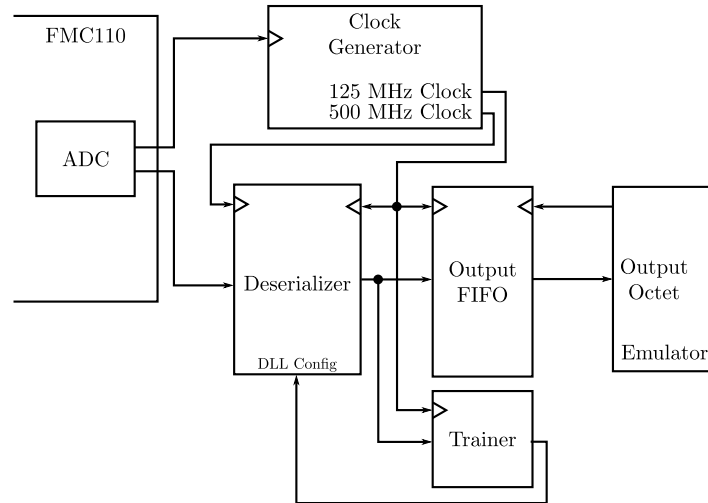 FMC110
Clock
Generator
125 MHz Clock
500 MHz Clock
ADC
Deserializer
DLL Config
Output
FIFO
Output
Octet
Emulator
Trainer